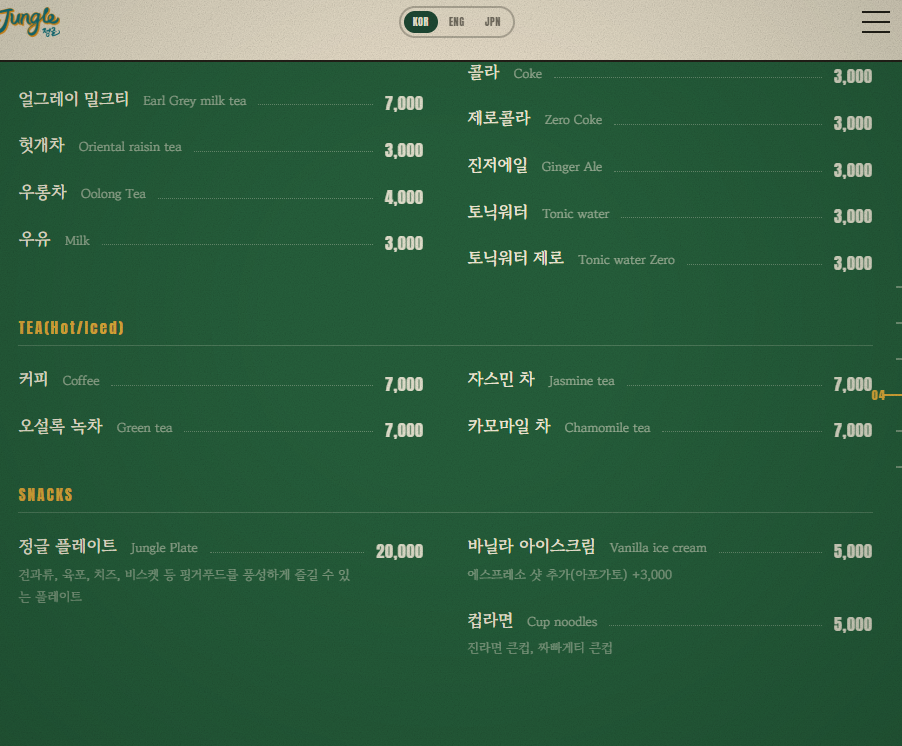 Jungle
정글
KOR ENG JPN
얼그레이 밀크티 Earl Grey milk tea 7,000
헛개차 Oriental raisin tea 3,000
우롱차 Oolong Tea 4,000
우유 Milk 3,000
콜라 Coke 3,000
제로콜라 Zero Coke 3,000
진저에일 Ginger Ale 3,000
토닉워터 Tonic water 3,000
토닉워터 제로 Tonic water Zero 3,000
TEA(Hot/Iced)
커피 Coffee 7,000
오설록 녹차 Green tea 7,000
자스민 차 Jasmine tea 7,000
카모마일 차 Chamomile tea 7,000
04
SNACKS
정글 플레이트 Jungle Plate 20,000
견과류, 육포, 치즈, 비스켓 등 핑거푸드를 풍성하게 즐길 수 있
는 플레이트
바닐라 아이스크림 Vanilla ice cream 5,000
에스프레소 샷 추가(아포가토) +3,000
컵라면 Cup noodles 5,000
진라면 큰컵, 짜빠게티 큰컵